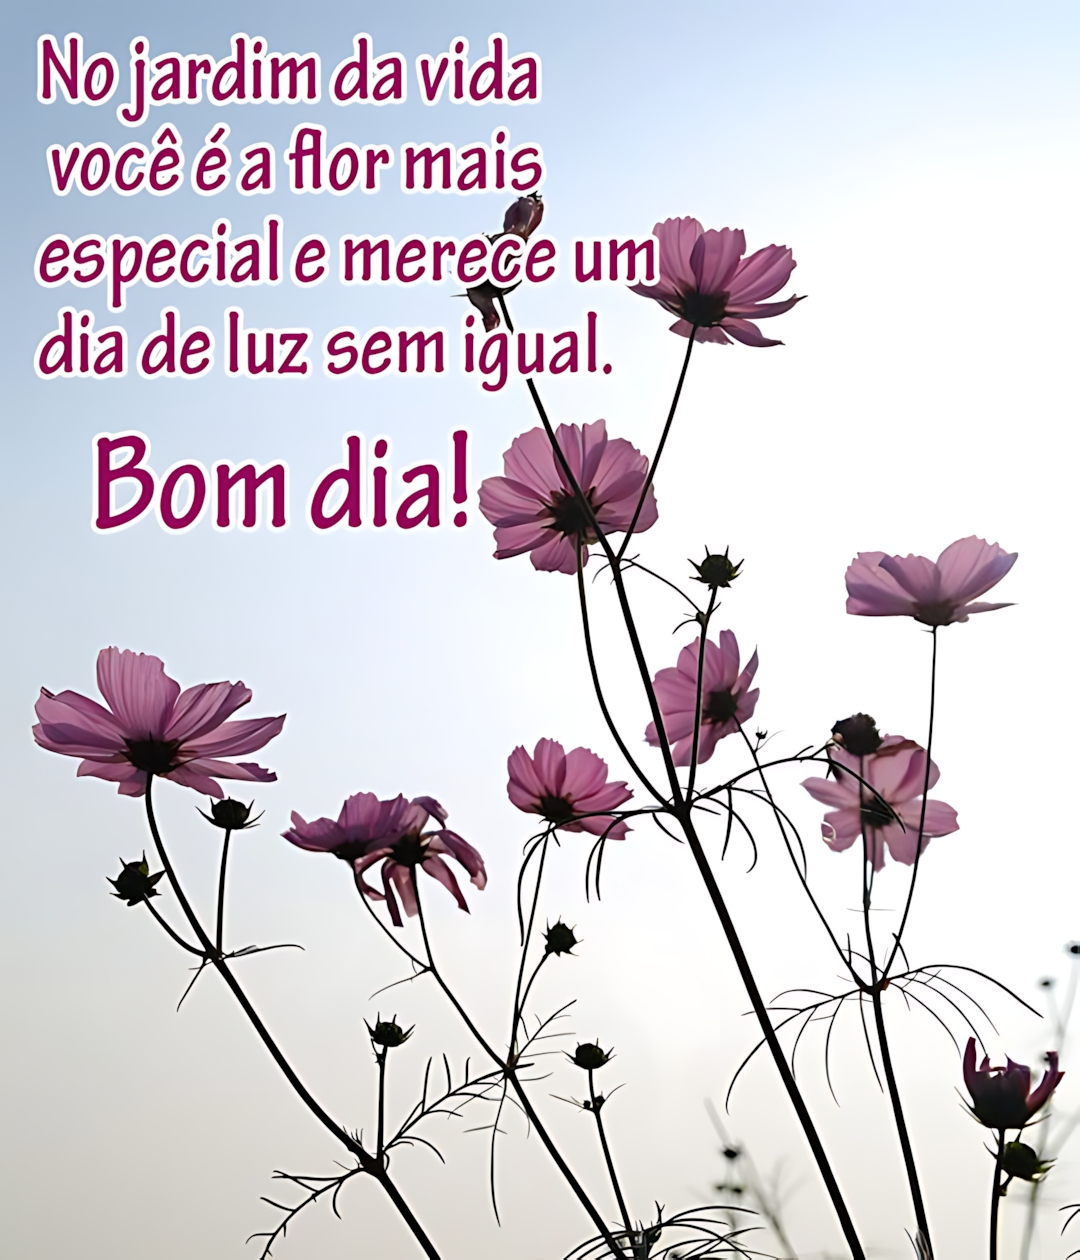 No jardim da vida
você é a flor mais
especial e merece um
dia de luz sem igual.
Bom dia!